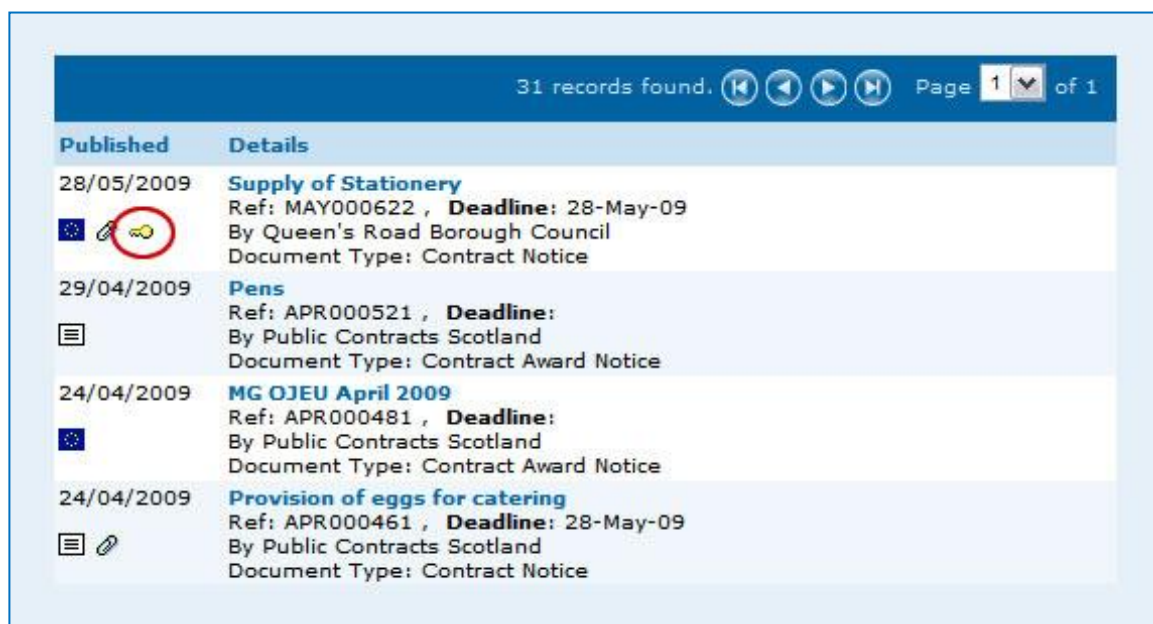 31 records found. Page 1 of 1
Published Details
28/05/2009 Supply of Stationery
Ref: MAY000622 , Deadline: 28-May-09
By Queen's Road Borough Council
Document Type: Contract Notice
29/04/2009 Pens
Ref: APR000521 , Deadline:
By Public Contracts Scotland
Document Type: Contract Award Notice
24/04/2009 MG OJEU April 2009
Ref: APR000481 , Deadline:
By Public Contracts Scotland
Document Type: Contract Award Notice
24/04/2009 Provision of eggs for catering
Ref: APR000461 , Deadline: 28-May-09
By Public Contracts Scotland
Document Type: Contract Notice